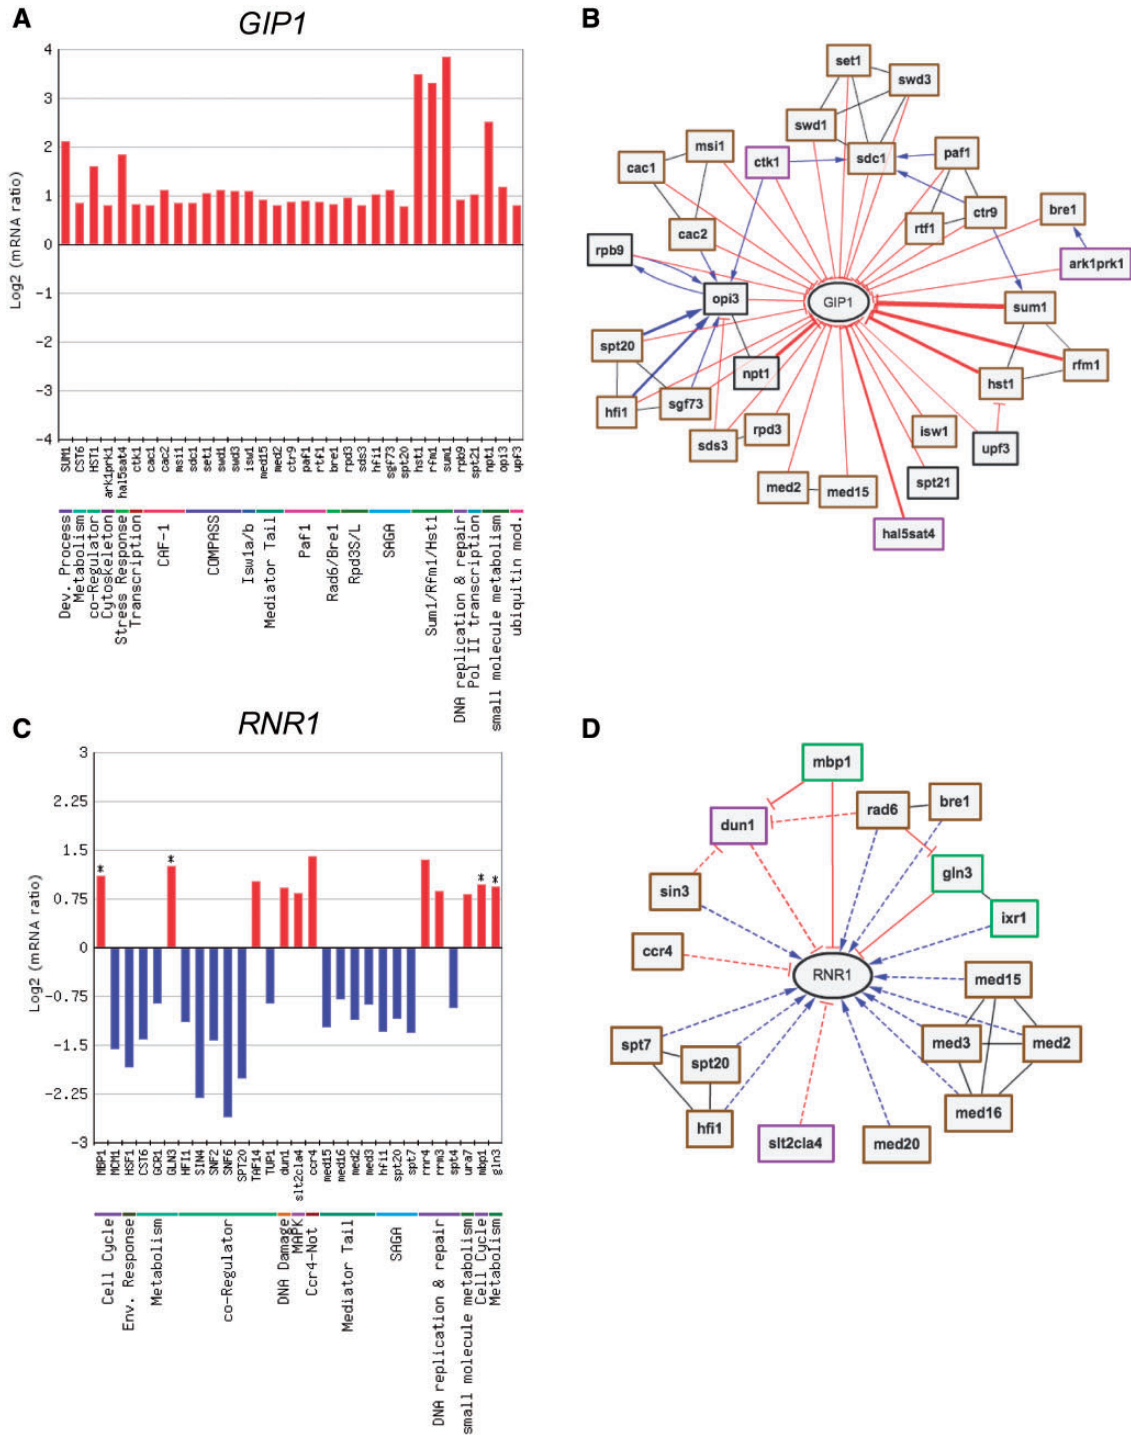 A
GIP1
Log2 (mRNA ratio)
4
3
2
1
0
-1
-2
-3
-4
SUM1
CST6
HST1
ark1prk1
hal5sat4
ctk1
cac1
cac2
msi1
sdc1
set1
swd1
swd3
isw1
med15
med2
ctr9
paf1
rtf1
bre1
rpd3
sds3
hfi1
sgf73
spt20
hst1
rfm1
sum1
rpb9
spt21
npt1
opi3
upf3
Dev. Process
Metabolism
co-Regulator
Cytoskeleton
Stress Response
Transcription
CAF-1
COMPASS
Isw1a/b
Mediator Tail
Paf1
Rad6/Bre1
Rpd3S/L
SAGA
Sum1/Rfm1/Hst1
DNA replication & repair
Pol II transcription
small molecule metabolism
ubiquitin mod.
B
set1
swd3
swd1
msi1
cac1
ctk1
sdc1
paf1
cac2
rtf1
ctr9
bre1
rpb9
ark1prk1
opi3
GIP1
sum1
spt20
npt1
rfm1
hst1
hfi1
sgf73
sds3
rpd3
isw1
upf3
med2
med15
spt21
hal5sat4
C
RNR1
Log2 (mRNA ratio)
3
2.25
1.5
0.75
0
-0.75
-1.5
-2.25
-3
*
*
*
*
MBP1
MCM1
HSF1
CST6
GCR1
GLN3
HFI1
SIN4
SNF2
SNF6
SPT20
TAF14
TUP1
dun1
slt2cla4
ccr4
med15
med16
med2
med3
hfi1
spt20
spt7
rnr4
rrm3
spt4
ura7
mbp1
gln3
Cell Cycle
Env. Response
Metabolism
co-Regulator
DNA Damage
MAPK
Ccr4-Not
Mediator Tail
SAGA
DNA replication & repair
small molecule metabolism
Cell Cycle
Metabolism
D
mbp1
dun1
rad6
bre1
sin3
gln3
ixr1
ccr4
RNR1
med15
spt7
spt20
med3
med2
hfi1
med16
slt2cla4
med20